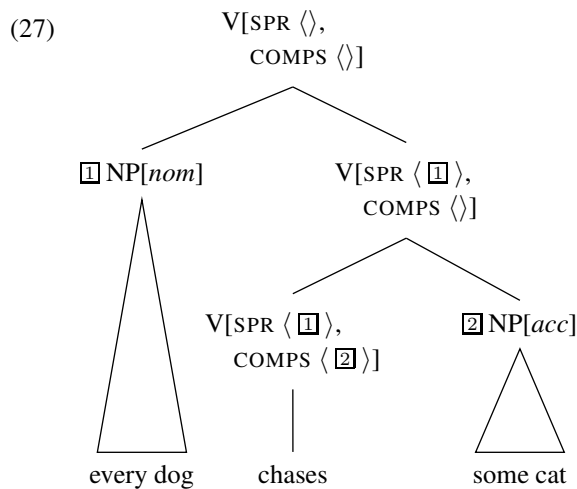 (27)
V[SPR ⟨⟩,
COMPS ⟨⟩]
1 NP[nom]
V[SPR ⟨ 1 ⟩,
COMPS ⟨⟩]
V[SPR ⟨ 1 ⟩,
COMPS ⟨ 2 ⟩]
2 NP[acc]
every dog
chases
some cat